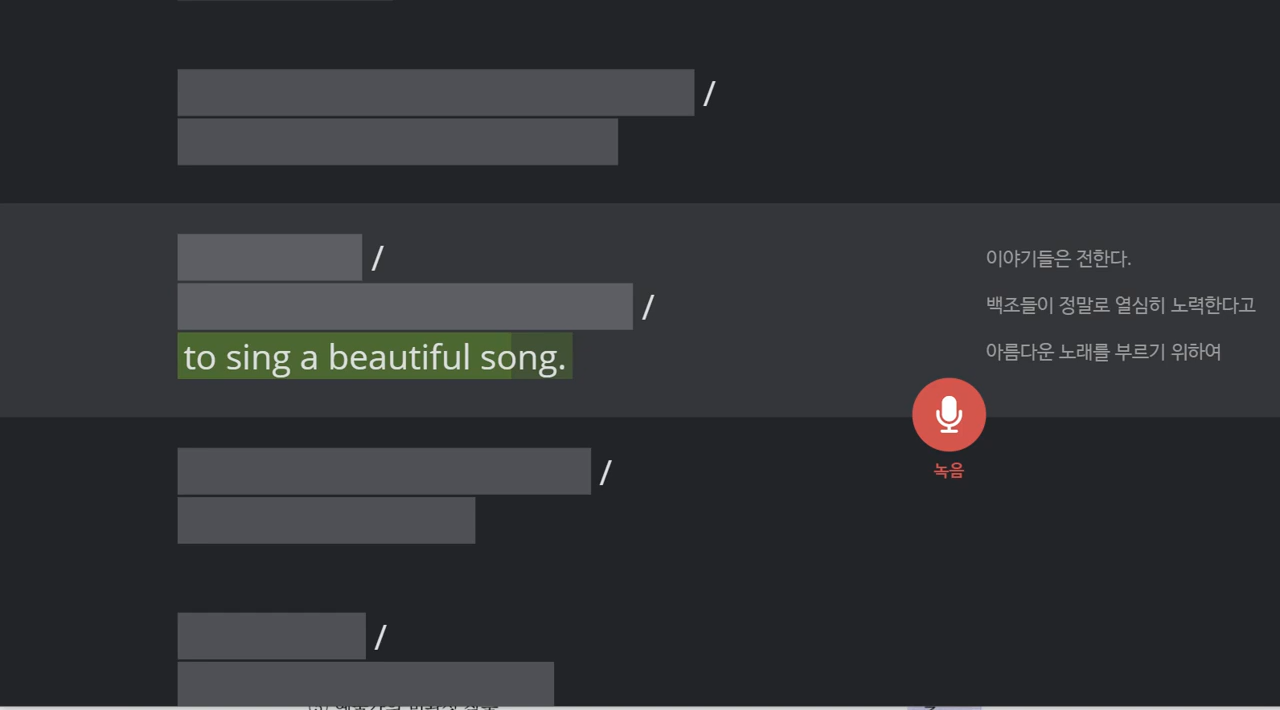 /
/
/
to sing a beautiful song.
이야기들은 전한다.
백조들이 정말로 열심히 노력한다고
아름다운 노래를 부르기 위하여
녹음
/
/